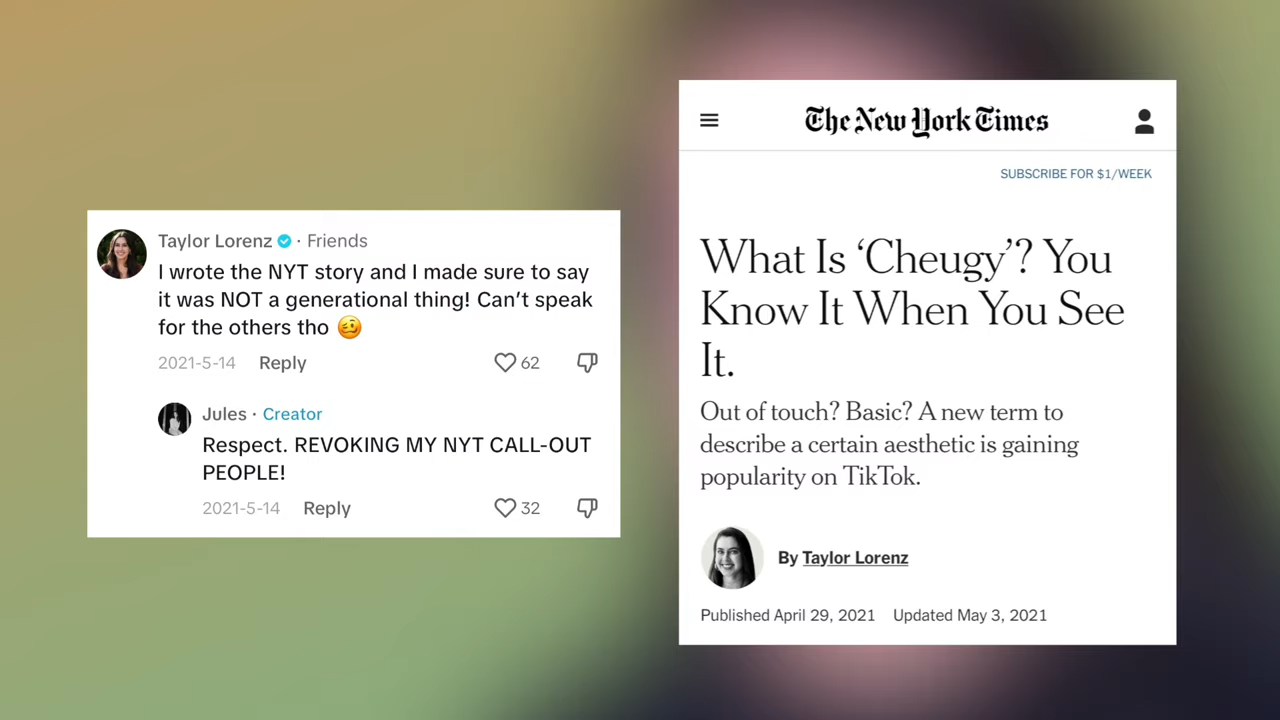 Taylor Lorenz · Friends
I wrote the NYT story and I made sure to say
it was NOT a generational thing! Can’t speak
for the others tho 🥴
2021-5-14 Reply 62
Jules · Creator
Respect. REVOKING MY NYT CALL-OUT
PEOPLE!
2021-5-14 Reply 32
The New York Times
SUBSCRIBE FOR $1/WEEK
What Is ‘Cheugy’? You
Know It When You See
It.
Out of touch? Basic? A new term to
describe a certain aesthetic is gaining
popularity on TikTok.
By Taylor Lorenz
Published April 29, 2021 Updated May 3, 2021